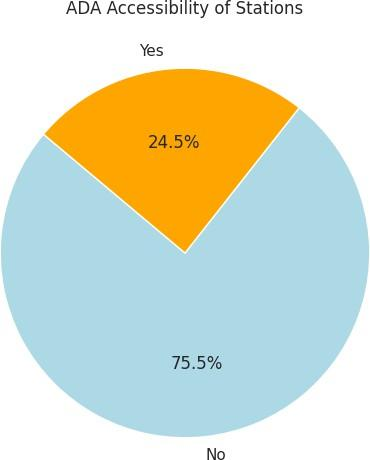 ADA Accessibility of Stations
Yes
24.5%
75.5%
No